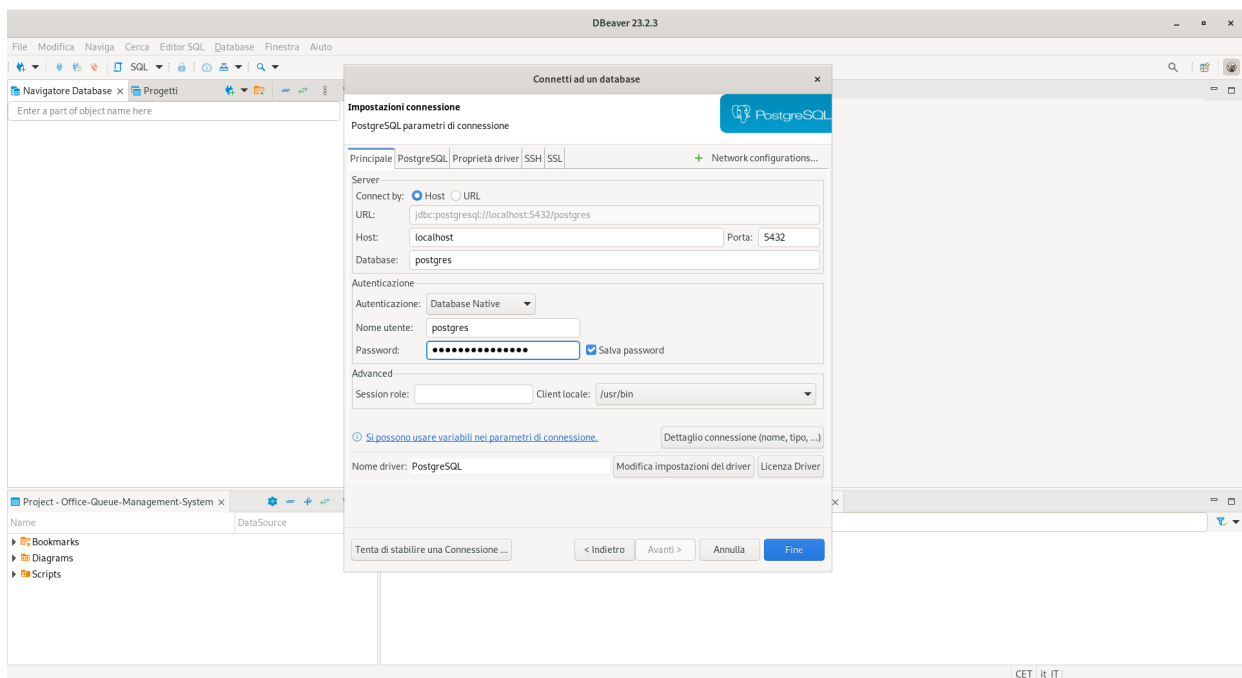 DBeaver 23.2.3
File Modifica Naviga Cerca Editor SQL Database Finestra Aiuto
SQL
Navigatore Database Progetti
Enter a part of object name here
Connetti ad un database
Impostazioni connessione
PostgreSQL parametri di connessione
PostgreSQL
Principale PostgreSQL Proprietà driver SSH SSL + Network configurations...
Server
Connect by: Host URL
URL: jdbc:postgresql://localhost:5432/postgres
Host: localhost Porta: 5432
Database: postgres
Autenticazione
Autenticazione: Database Native
Nome utente: postgres
Password: ●●●●●●●●●●●●●●● Salva password
Advanced
Session role: Client locale: /usr/bin
Si possono usare variabili nei parametri di connessione. Dettaglio connessione (nome, tipo, ...)
Nome driver: PostgreSQL Modifica impostazioni del driver Licenza Driver
Tenta di stabilire una Connessione ... < Indietro Avanti > Annulla Fine
Project - Office-Queue-Management-System
Name DataSource
Bookmarks
Diagrams
Scripts
CET it_IT